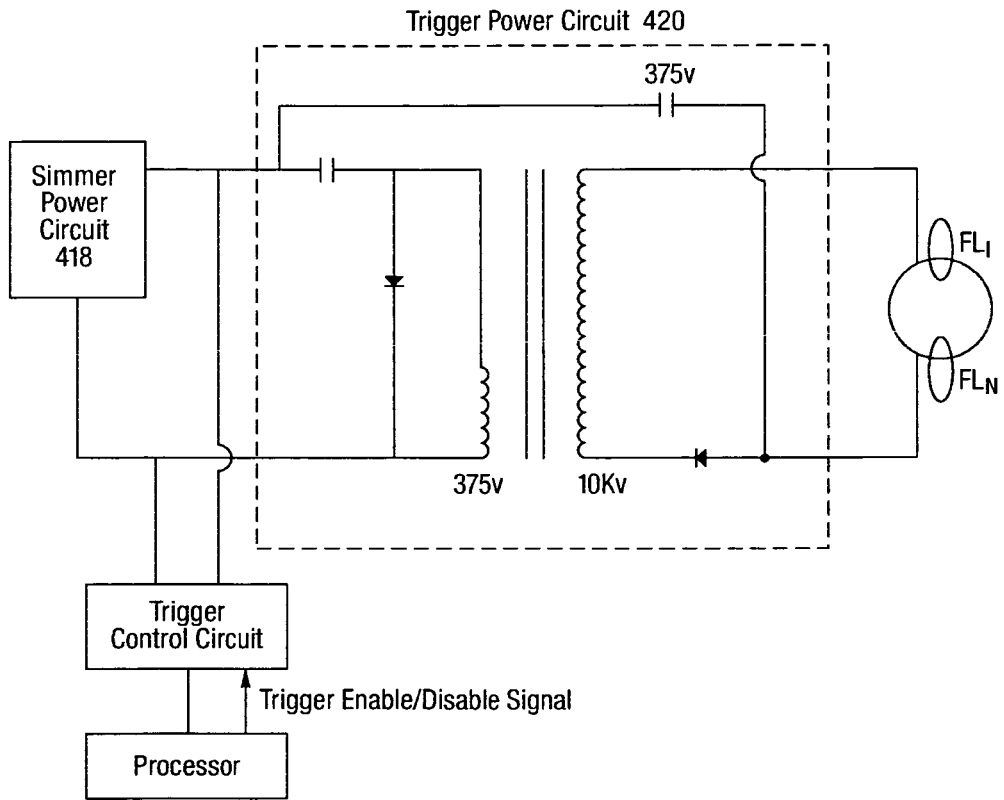 Trigger Power Circuit 420
375v
Simmer
Power
Circuit
418
FLI
FLN
375v
10Kv
Trigger
Control Circuit
Trigger Enable/Disable Signal
Processor